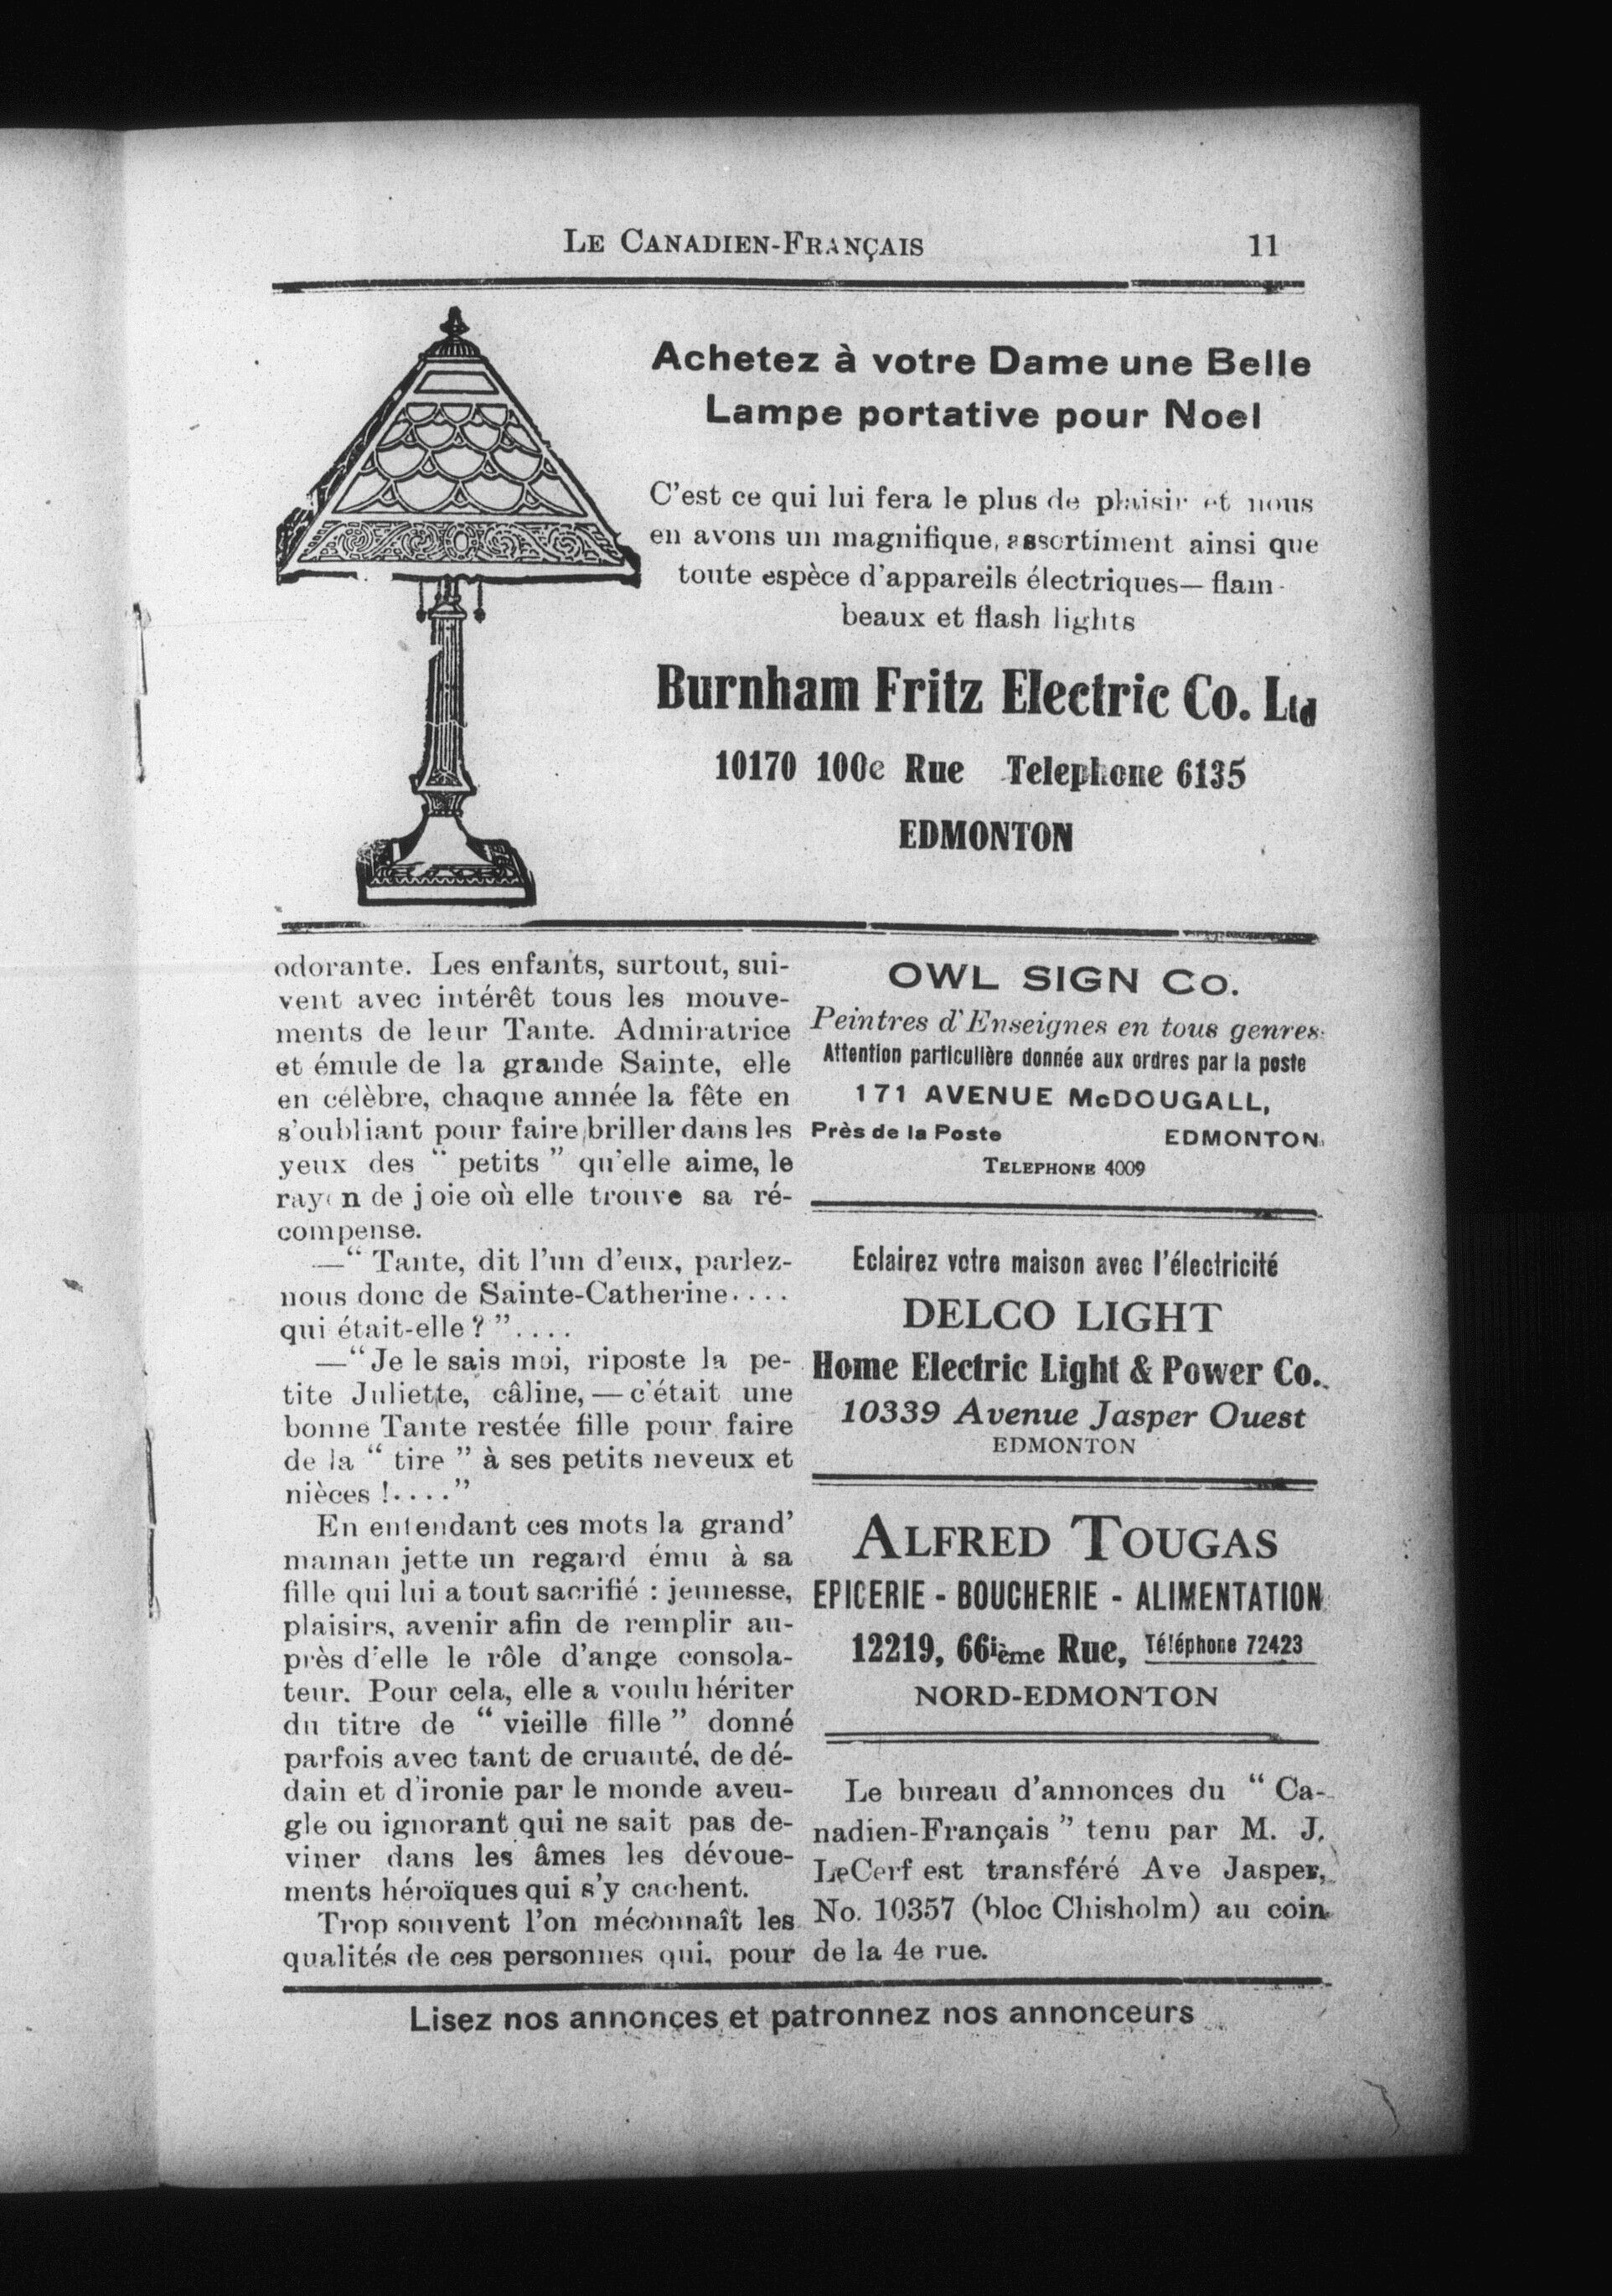 LE CANADIEN-FRANÇAIS 11
Achetez à votre Dame une Belle
Lampe portative pour Noel
C'est ce qui lui fera le plus de plaisir et nous
en avons un magnifique, assortiment ainsi que
toute espèce d'appareils électriques— flam-
beaux et flash lights
Burnham Fritz Electric Co. Ltd
10170 100e Rue Telephone 6135
EDMONTON
odorante. Les enfants, surtout, sui-
vent avec intérêt tous les mouve-
ments de leur Tante. Admiratrice
et émule de la grande Sainte, elle
en célèbre, chaque année la fête en
s'oubliant pour faire briller dans les
yeux des " petits " qu'elle aime, le
rayon de joie où elle trouve sa ré-
compense.
—" Tante, dit l'un d'eux, parlez-
nous donc de Sainte-Catherine....
qui était-elle ? "....
—"Je le sais moi, riposte la pe-
tite Juliette, câline, — c'était une
bonne Tante restée fille pour faire
de la " tire " à ses petits neveux et
nièces !...."
En entendant ces mots la grand'
maman jette un regard ému à sa
fille qui lui a tout sacrifié : jeunesse,
plaisirs, avenir afin de remplir au-
près d'elle le rôle d'ange consola-
teur. Pour cela, elle a voulu hériter
du titre de " vieille fille " donné
parfois avec tant de cruauté, de dé-
dain et d'ironie par le monde aveu-
gle ou ignorant qui ne sait pas de-
viner dans les âmes les dévoue-
ments héroïques qui s'y cachent.
Trop souvent l'on méconnaît les
qualités de ces personnes qui, pour
OWL SIGN Co.
Peintres d'Enseignes en tous genres
Attention particulière donnée aux ordres par la poste
171 AVENUE McDOUGALL,
Près de la Poste EDMONTON
TELEPHONE 4009
Eclairez votre maison avec l'électricité
DELCO LIGHT
Home Electric Light & Power Co.
10339 Avenue Jasper Ouest
EDMONTON
ALFRED TOUGAS
EPICERIE - BOUCHERIE - ALIMENTATION
12219, 66ième Rue, Téléphone 72423
NORD-EDMONTON
Le bureau d'annonces du " Ca-
nadien-Français " tenu par M. J.
LeCerf est transféré Ave Jasper,
No. 10357 (bloc Chisholm) au coin
de la 4e rue.
Lisez nos annonces et patronnez nos annonceurs